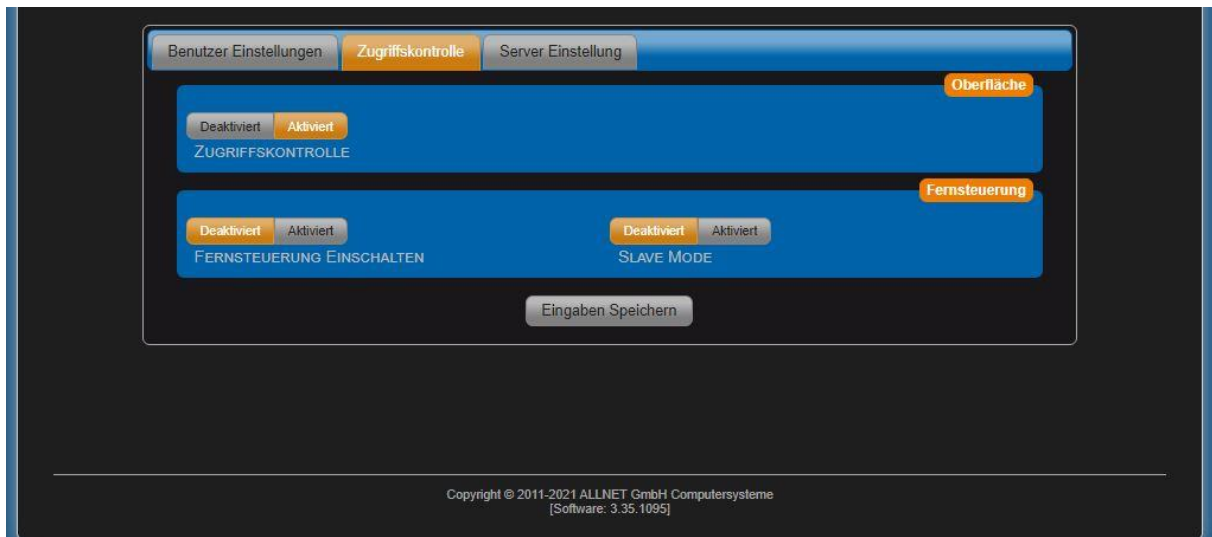 Benutzer Einstellungen Zugriffskontrolle Server Einstellung
Oberfläche
Deaktiviert Aktiviert
ZUGRIFFSKONTROLLE
Fernsteuerung
Deaktiviert Aktiviert Deaktiviert Aktiviert
FERNSTEUERUNG EINSCHALTEN SLAVE MODE
Eingaben Speichern
Copyright © 2011-2021 ALLNET GmbH Computersysteme
[Software: 3.35.1095]